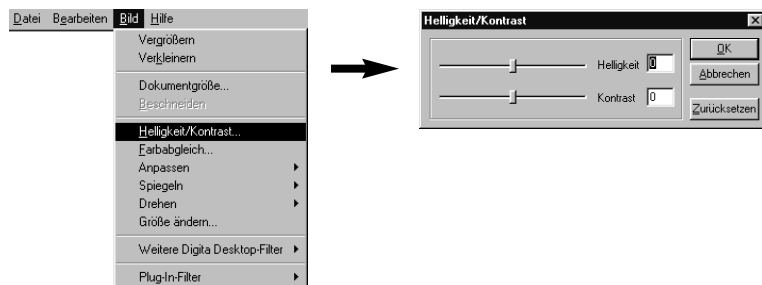 Datei Bearbeiten Bild Hilfe
Vergrößern
Verkleinern
Dokumentgröße...
Beschneiden
Helligkeit/Kontrast...
Farbabgleich...
Anpassen
Spiegeln
Drehen
Größe ändern...
Weitere Digita Desktop-Filter
Plug-In-Filter
Helligkeit/Kontrast
Helligkeit 0
Kontrast 0
OK
Abbrechen
Zurücksetzen